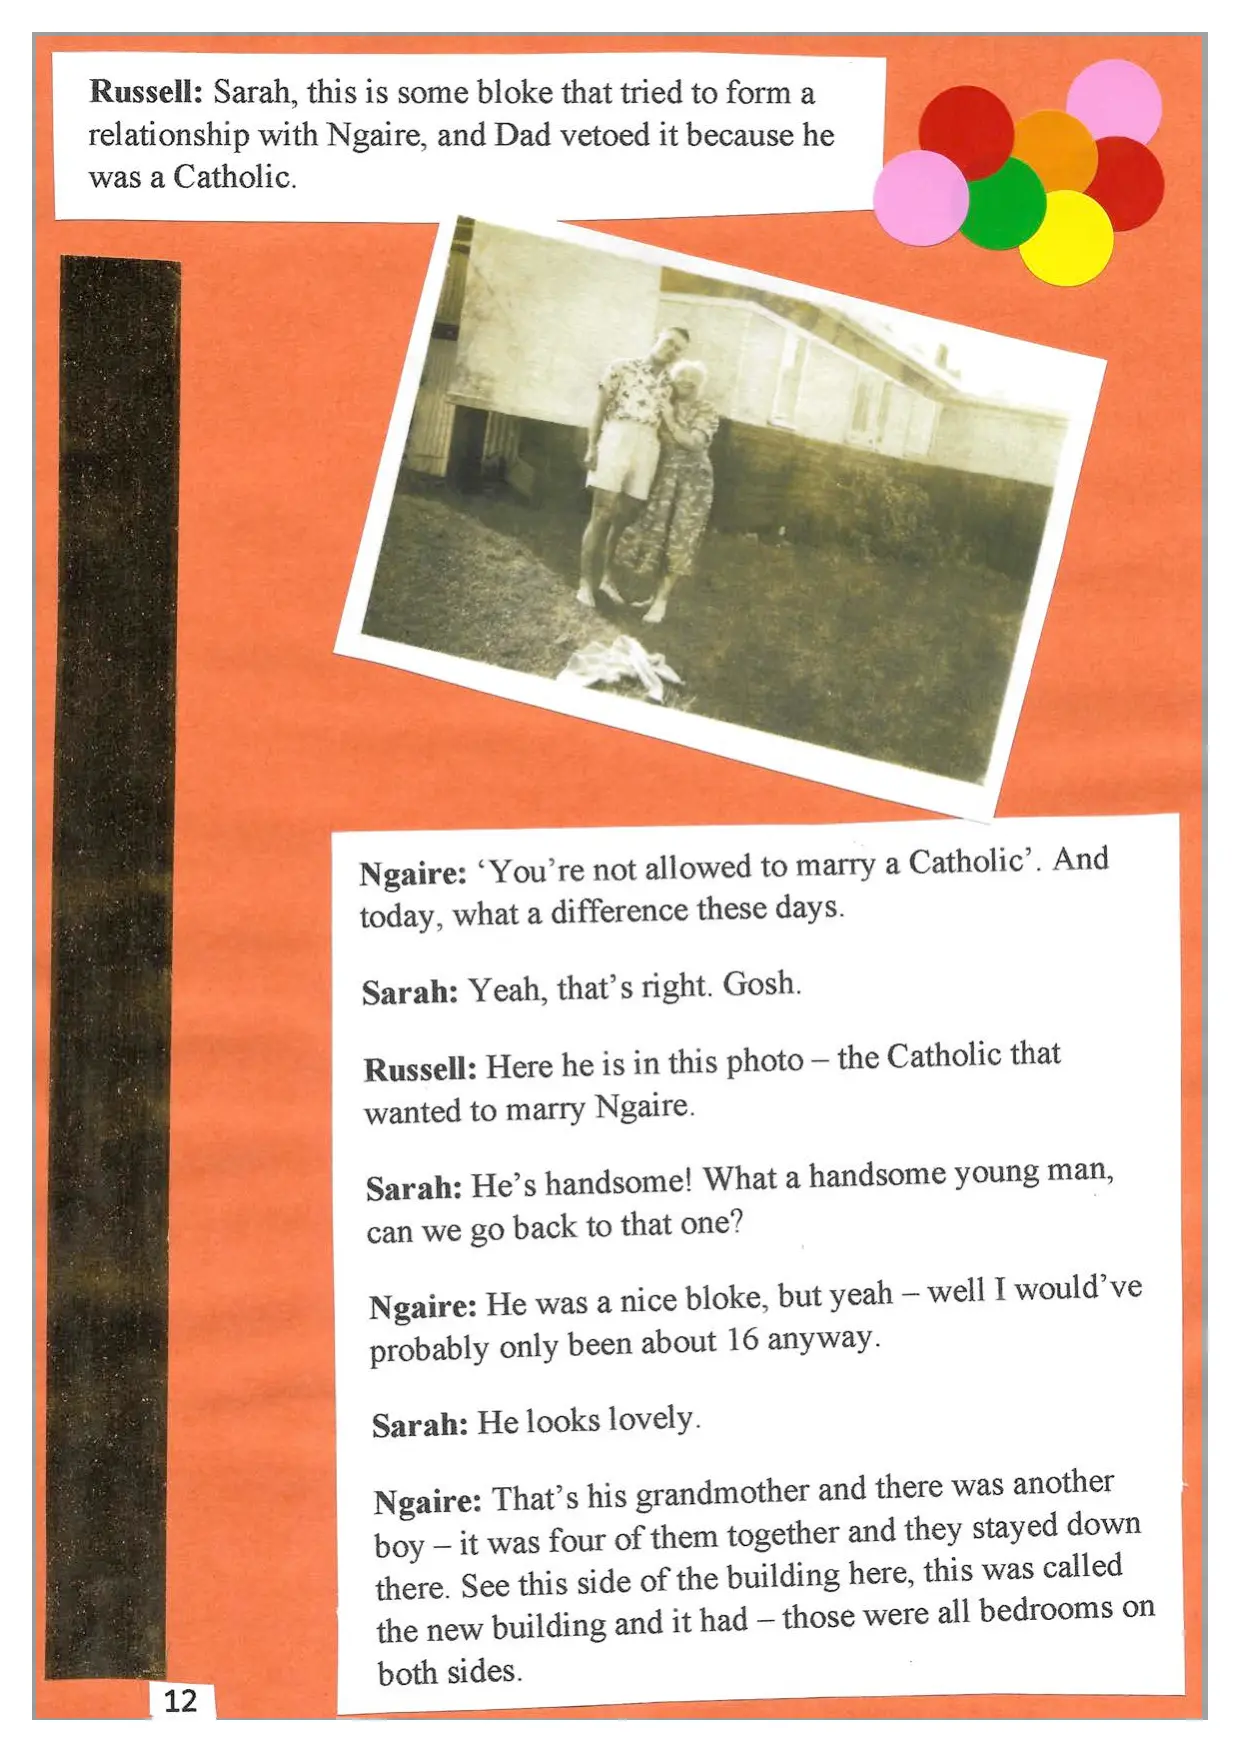 Russell: Sarah, this is some bloke that tried to form a
relationship with Ngaire, and Dad vetoed it because he
was a Catholic.
Ngaire: ‘You’re not allowed to marry a Catholic’. And
today, what a difference these days.
Sarah: Yeah, that’s right. Gosh.
Russell: Here he is in this photo – the Catholic that
wanted to marry Ngaire.
Sarah: He’s handsome! What a handsome young man,
can we go back to that one?
Ngaire: He was a nice bloke, but yeah – well I would’ve
probably only been about 16 anyway.
Sarah: He looks lovely.
Ngaire: That’s his grandmother and there was another
boy – it was four of them together and they stayed down
there. See this side of the building here, this was called
the new building and it had – those were all bedrooms on
both sides.
12